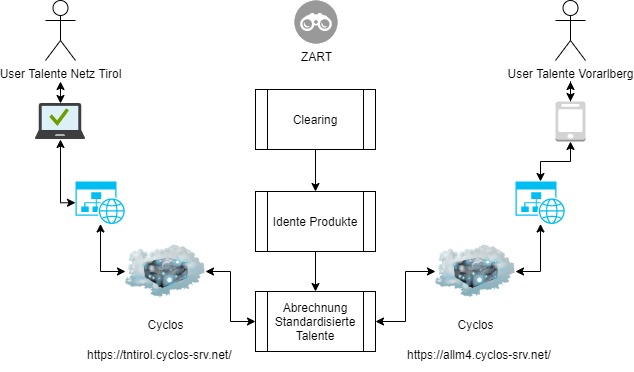 ZART
User Talente Netz Tirol
User Talente Vorarlberg
Clearing
Idente Produkte
Abrechnung
Standardisierte
Talente
Cyclos
Cyclos
https://tntirol.cyclos-srv.net/
https://allm4.cyclos-srv.net/